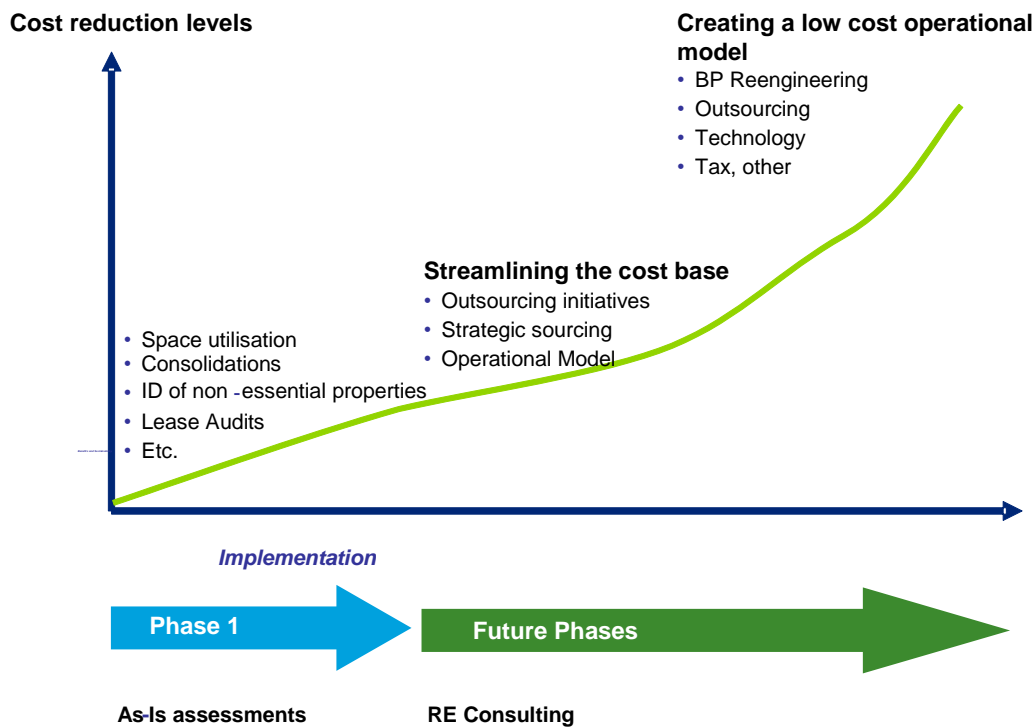 Cost reduction levels
Creating a low cost operational
model
• BP Reengineering
• Outsourcing
• Technology
• Tax, other
Streamlining the cost base
• Outsourcing initiatives
• Strategic sourcing
• Operational Model
• Space utilisation
• Consolidations
• ID of non -essential properties
• Lease Audits
• Etc.
Implementation
Phase 1
Future Phases
As-Is assessments
RE Consulting